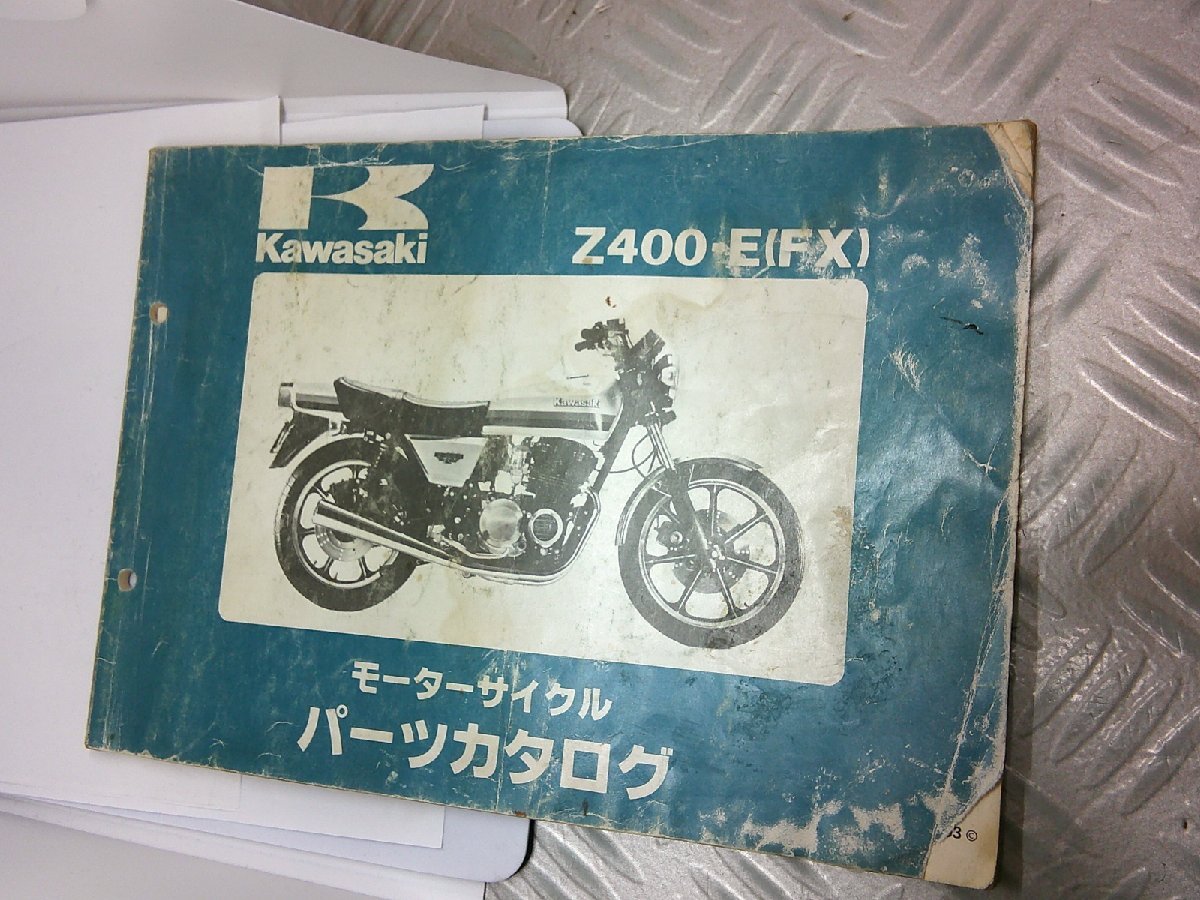 Kawasaki
Z400-E(FX)
Kawasaki
モーターサイクル
パーツカタログ
©